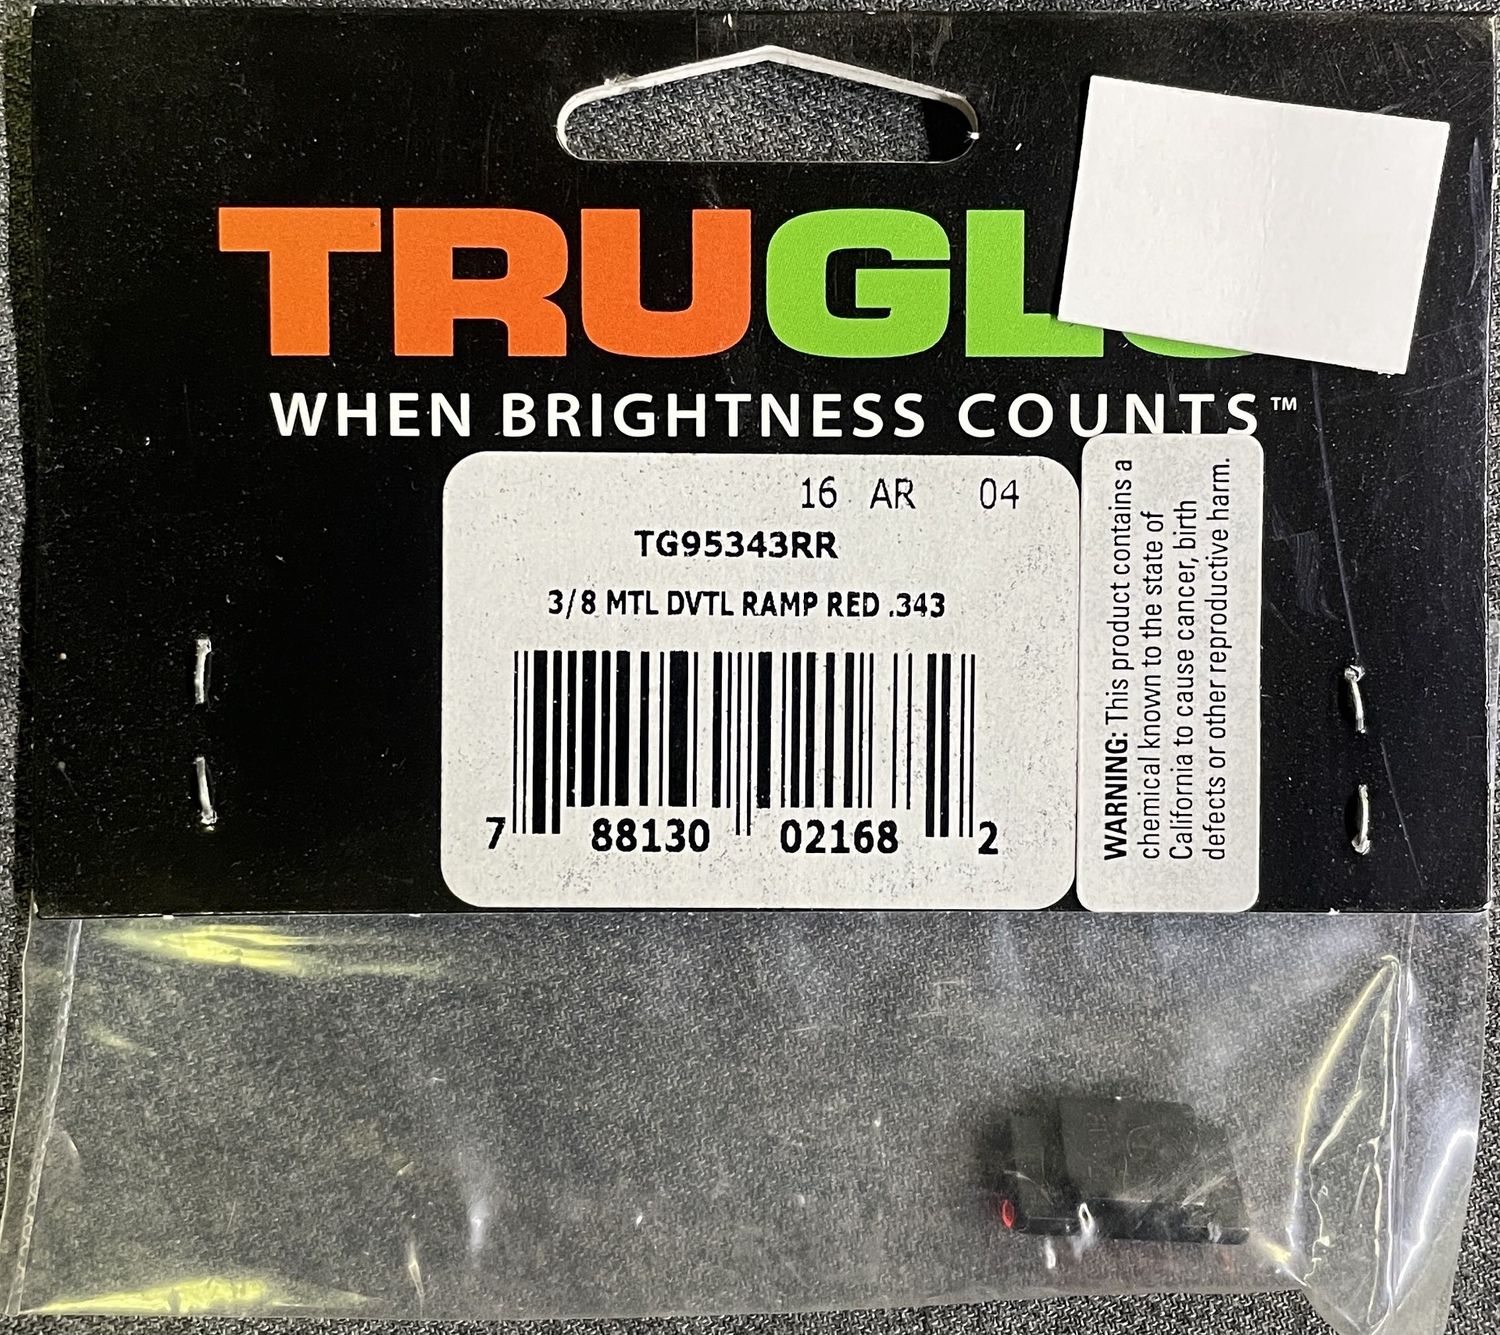 TRUGLO
WHEN BRIGHTNESS COUNTS™
16 AR 04
TG95343RR
3/8 MTL DVTL RAMP RED .343
7 88130 02168 2
WARNING: This product contains a
chemical known to the state of
California to cause cancer, birth
defects or other reproductive harm.